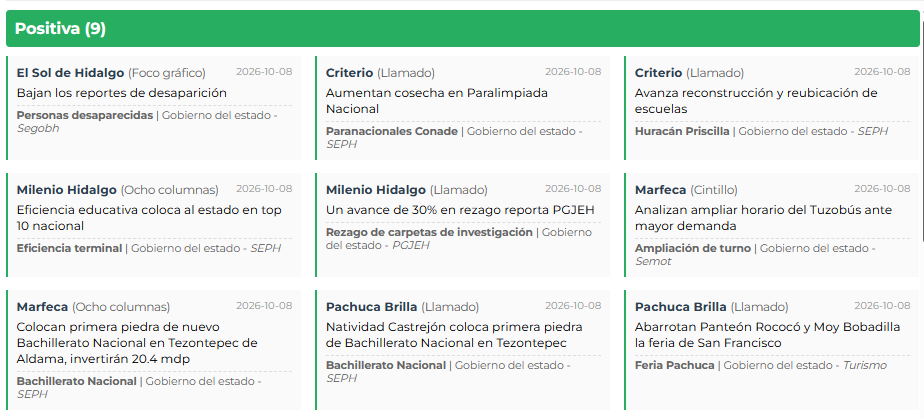 Positiva (9)
El Sol de Hidalgo (Foco gráfico) 2026-10-08
Bajan los reportes de desaparición
Personas desaparecidas | Gobierno del estado -
Segobh
Criterio (Llamado) 2026-10-08
Aumentan cosecha en Paralimpiada
Nacional
Paranacionales Conade | Gobierno del estado -
SEPH
Criterio (Llamado) 2026-10-08
Avanza reconstrucción y reubicación de
escuelas
Huracán Priscilla | Gobierno del estado - SEPH
Milenio Hidalgo (Ocho columnas) 2026-10-08
Eficiencia educativa coloca al estado en top
10 nacional
Eficiencia terminal | Gobierno del estado - SEPH
Milenio Hidalgo (Llamado) 2026-10-08
Un avance de 30% en rezago reporta PGJEH
Rezago de carpetas de investigación | Gobierno
del estado - PGJEH
Marfeca (Cintillo) 2026-10-08
Analizan ampliar horario del Tuzobús ante
mayor demanda
Ampliación de turno | Gobierno del estado -
Semot
Marfeca (Ocho columnas) 2026-10-08
Colocan primera piedra de nuevo
Bachillerato Nacional en Tezontepec de
Aldama, invertirán 20.4 mdp
Bachillerato Nacional | Gobierno del estado -
SEPH
Pachuca Brilla (Llamado) 2026-10-08
Natividad Castrejón coloca primera piedra
de Bachillerato Nacional en Tezontepec
Bachillerato Nacional | Gobierno del estado -
SEPH
Pachuca Brilla (Llamado) 2026-10-08
Abarrotan Panteón Rococó y Moy Bobadilla
la feria de San Francisco
Feria Pachuca | Gobierno del estado - Turismo